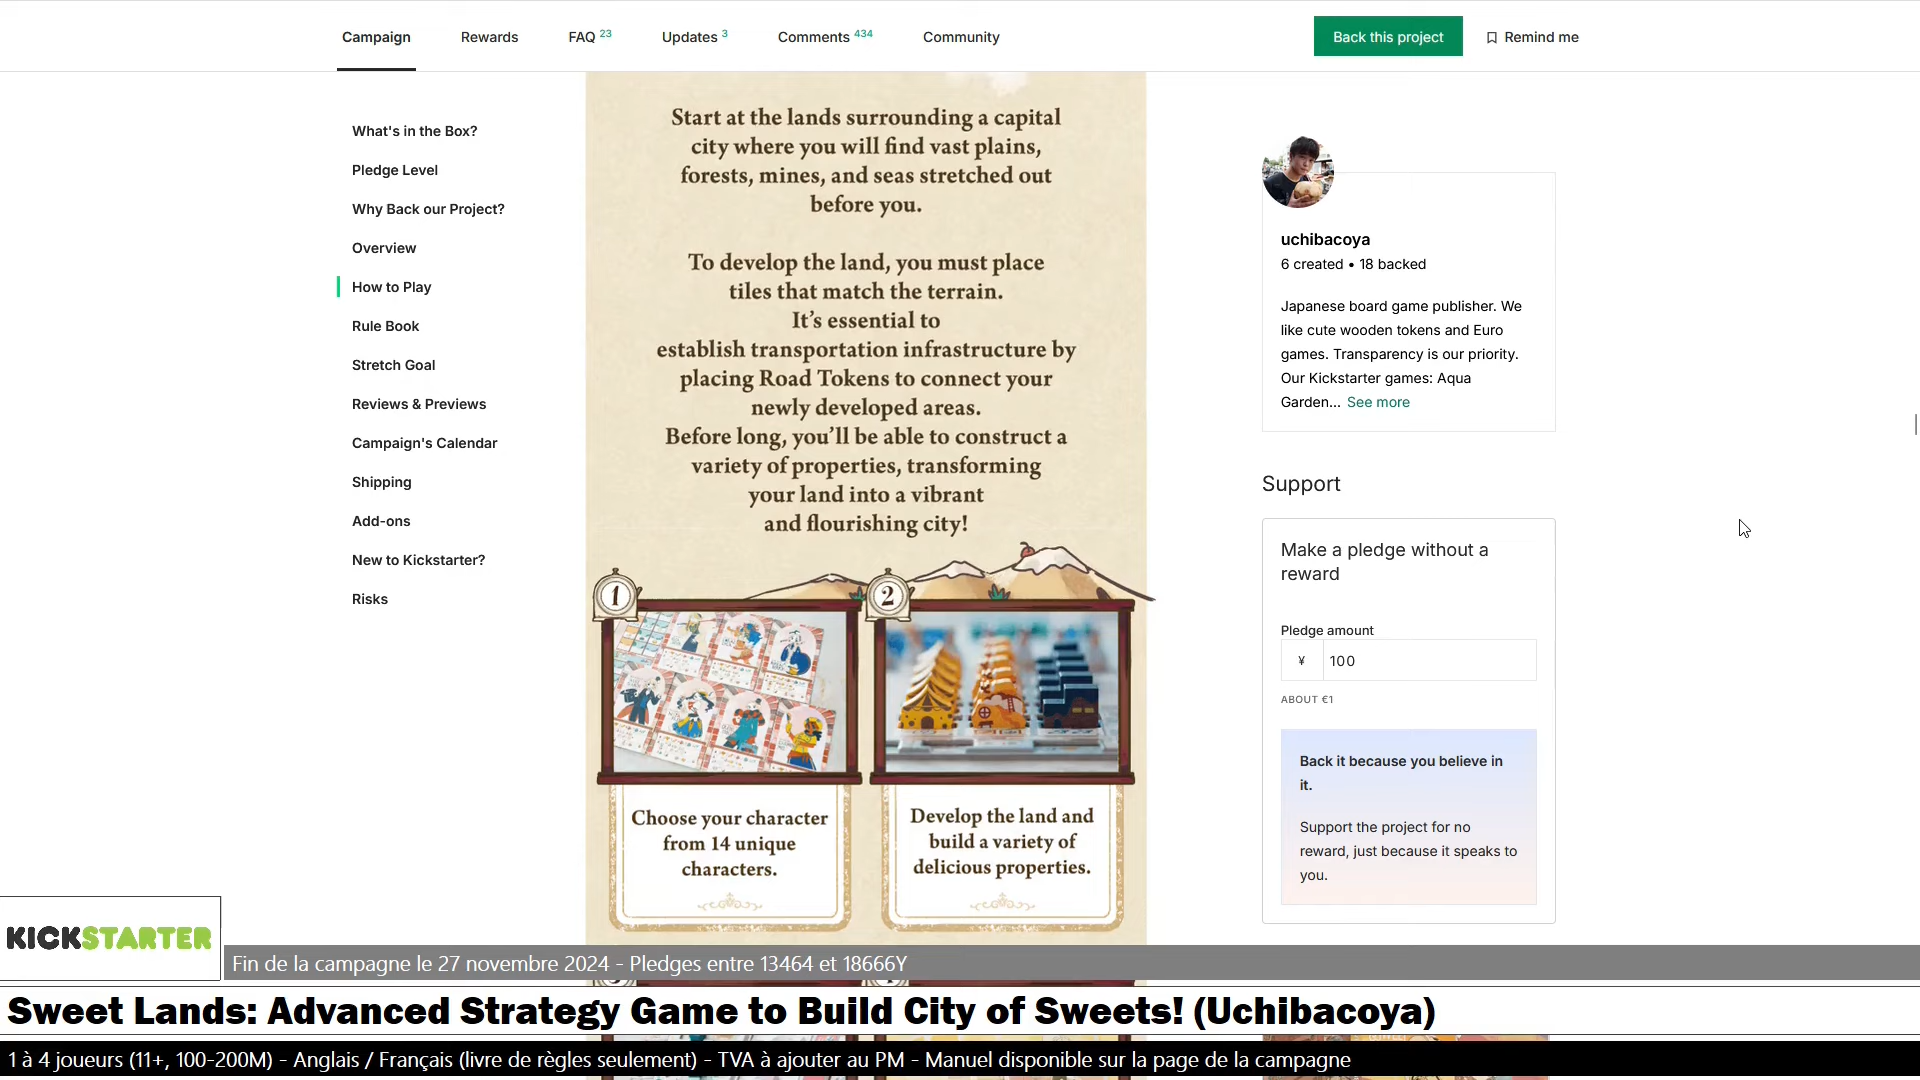 Campaign
Rewards
FAQ 23
Updates 3
Comments 434
Community
Back this project
Remind me
What's in the Box?
Pledge Level
Why Back our Project?
Overview
How to Play
Rule Book
Stretch Goal
Reviews & Previews
Campaign's Calendar
Shipping
Add-ons
New to Kickstarter?
Risks
Start at the lands surrounding a capital
city where you will find vast plains,
forests, mines, and seas stretched out
before you.
To develop the land, you must place
tiles that match the terrain.
It's essential to
establish transportation infrastructure by
placing Road Tokens to connect your
newly developed areas.
Before long, you'll be able to construct a
variety of properties, transforming
your land into a vibrant
and flourishing city!
1
2
Choose your character
from 14 unique
characters.
Develop the land and
build a variety of
delicious properties.
uchibacoya
6 created • 18 backed
Japanese board game publisher. We
like cute wooden tokens and Euro
games. Transparency is our priority.
Our Kickstarter games: Aqua
Garden... See more
Support
Make a pledge without a
reward
Pledge amount
¥ 100
ABOUT €1
Back it because you believe in
it.
Support the project for no
reward, just because it speaks to
you.
KICKSTARTER
Fin de la campagne le 27 novembre 2024 - Pledges entre 13464 et 18666Y
Sweet Lands: Advanced Strategy Game to Build City of Sweets! (Uchibacoya)
1 à 4 joueurs (11+, 100-200M) - Anglais / Français (livre de règles seulement) - TVA à ajouter au PM - Manuel disponible sur la page de la campagne